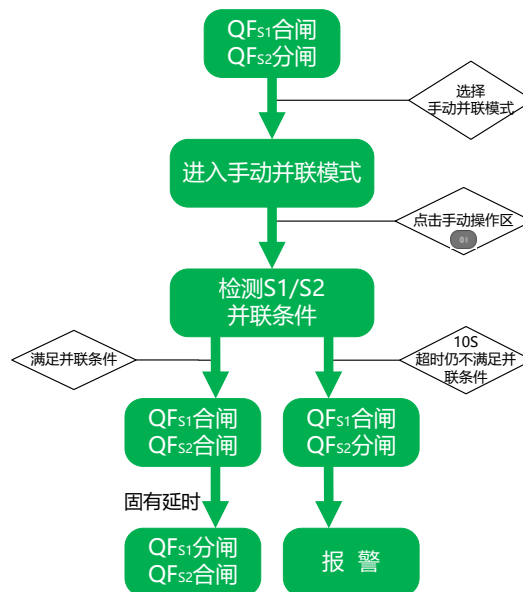 QFS1合闸
QFS2分闸
选择
手动并联模式
进入手动并联模式
点击手动操作区
检测S1/S2
并联条件
满足并联条件
10S
超时仍不满足并
联条件
QFS1合闸
QFS2合闸
QFS1合闸
QFS2分闸
固有延时
QFS1分闸
QFS2合闸
报 警